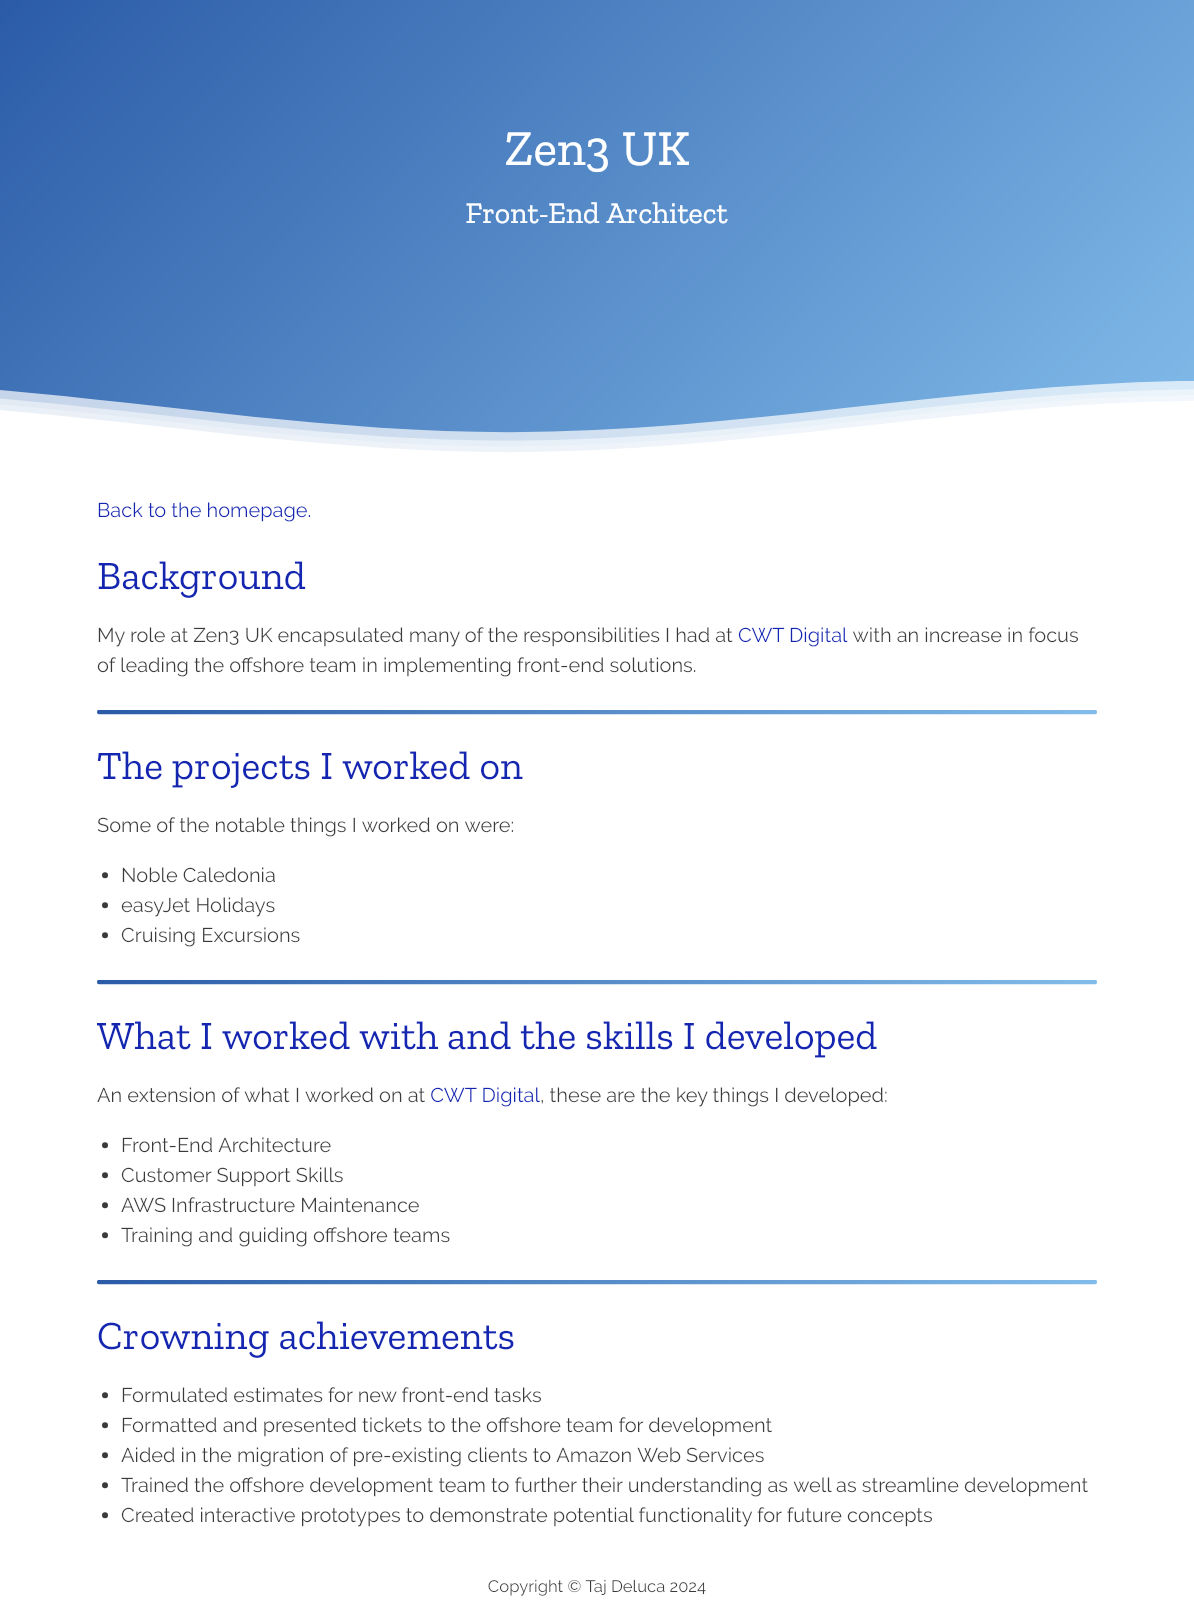 Zen3 UK
Front-End Architect
Back to the homepage.
Background
My role at Zen3 UK encapsulated many of the responsibilities I had at CWT Digital with an increase in focus
of leading the offshore team in implementing front-end solutions.
The projects I worked on
Some of the notable things I worked on were:
• Noble Caledonia
• easyJet Holidays
• Cruising Excursions
What I worked with and the skills I developed
An extension of what I worked on at CWT Digital, these are the key things I developed:
• Front-End Architecture
• Customer Support Skills
• AWS Infrastructure Maintenance
• Training and guiding offshore teams
Crowning achievements
• Formulated estimates for new front-end tasks
• Formatted and presented tickets to the offshore team for development
• Aided in the migration of pre-existing clients to Amazon Web Services
• Trained the offshore development team to further their understanding as well as streamline development
• Created interactive prototypes to demonstrate potential functionality for future concepts
Copyright © Taj Deluca 2024